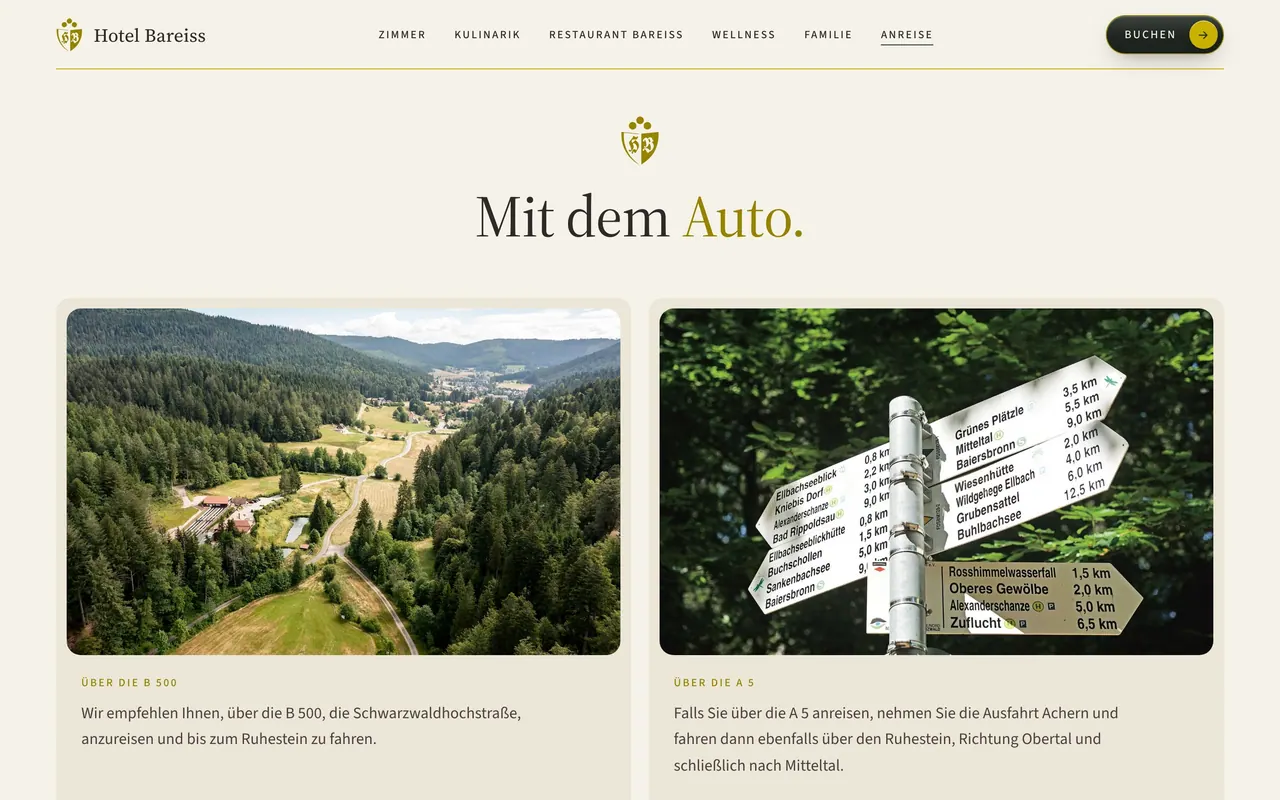 Hotel Bareiss
ZIMMER
KULINARIK
RESTAURANT BAREISS
WELLNESS
FAMILIE
ANREISE
BUCHEN
HB
Mit dem Auto.
Ellbachseeblick 0,8 km
Kniebis Dorf 2,2 km
Alexanderschanze 3,0 km
Bad Rippoldsau 9,0 km
Ellbachseeblickhütte 0,8 km
Buchschollen 1,5 km
Sankenbachsee 5,0 km
Baiersbronn 9,
Grünes Plätzle 3,5 km
Mitteltal 5,5 km
Baiersbronn 9,0 km
Wiesenhütte 2,0 km
Wildgehege Ellbach 4,0 km
Grubensattel 6,0 km
Buhlbachsee 12,5 km
Rosshimmelwasserfall 1,5 km
Oberes Gewölbe 2,0 km
Alexanderschanze H P 5,0 km
Zuflucht H P 6,5 km
ÜBER DIE B 500
Wir empfehlen Ihnen, über die B 500, die Schwarzwaldhochstraße,
anzureisen und bis zum Ruhestein zu fahren.
ÜBER DIE A 5
Falls Sie über die A 5 anreisen, nehmen Sie die Ausfahrt Achern und
fahren dann ebenfalls über den Ruhestein, Richtung Obertal und
schließlich nach Mitteltal.